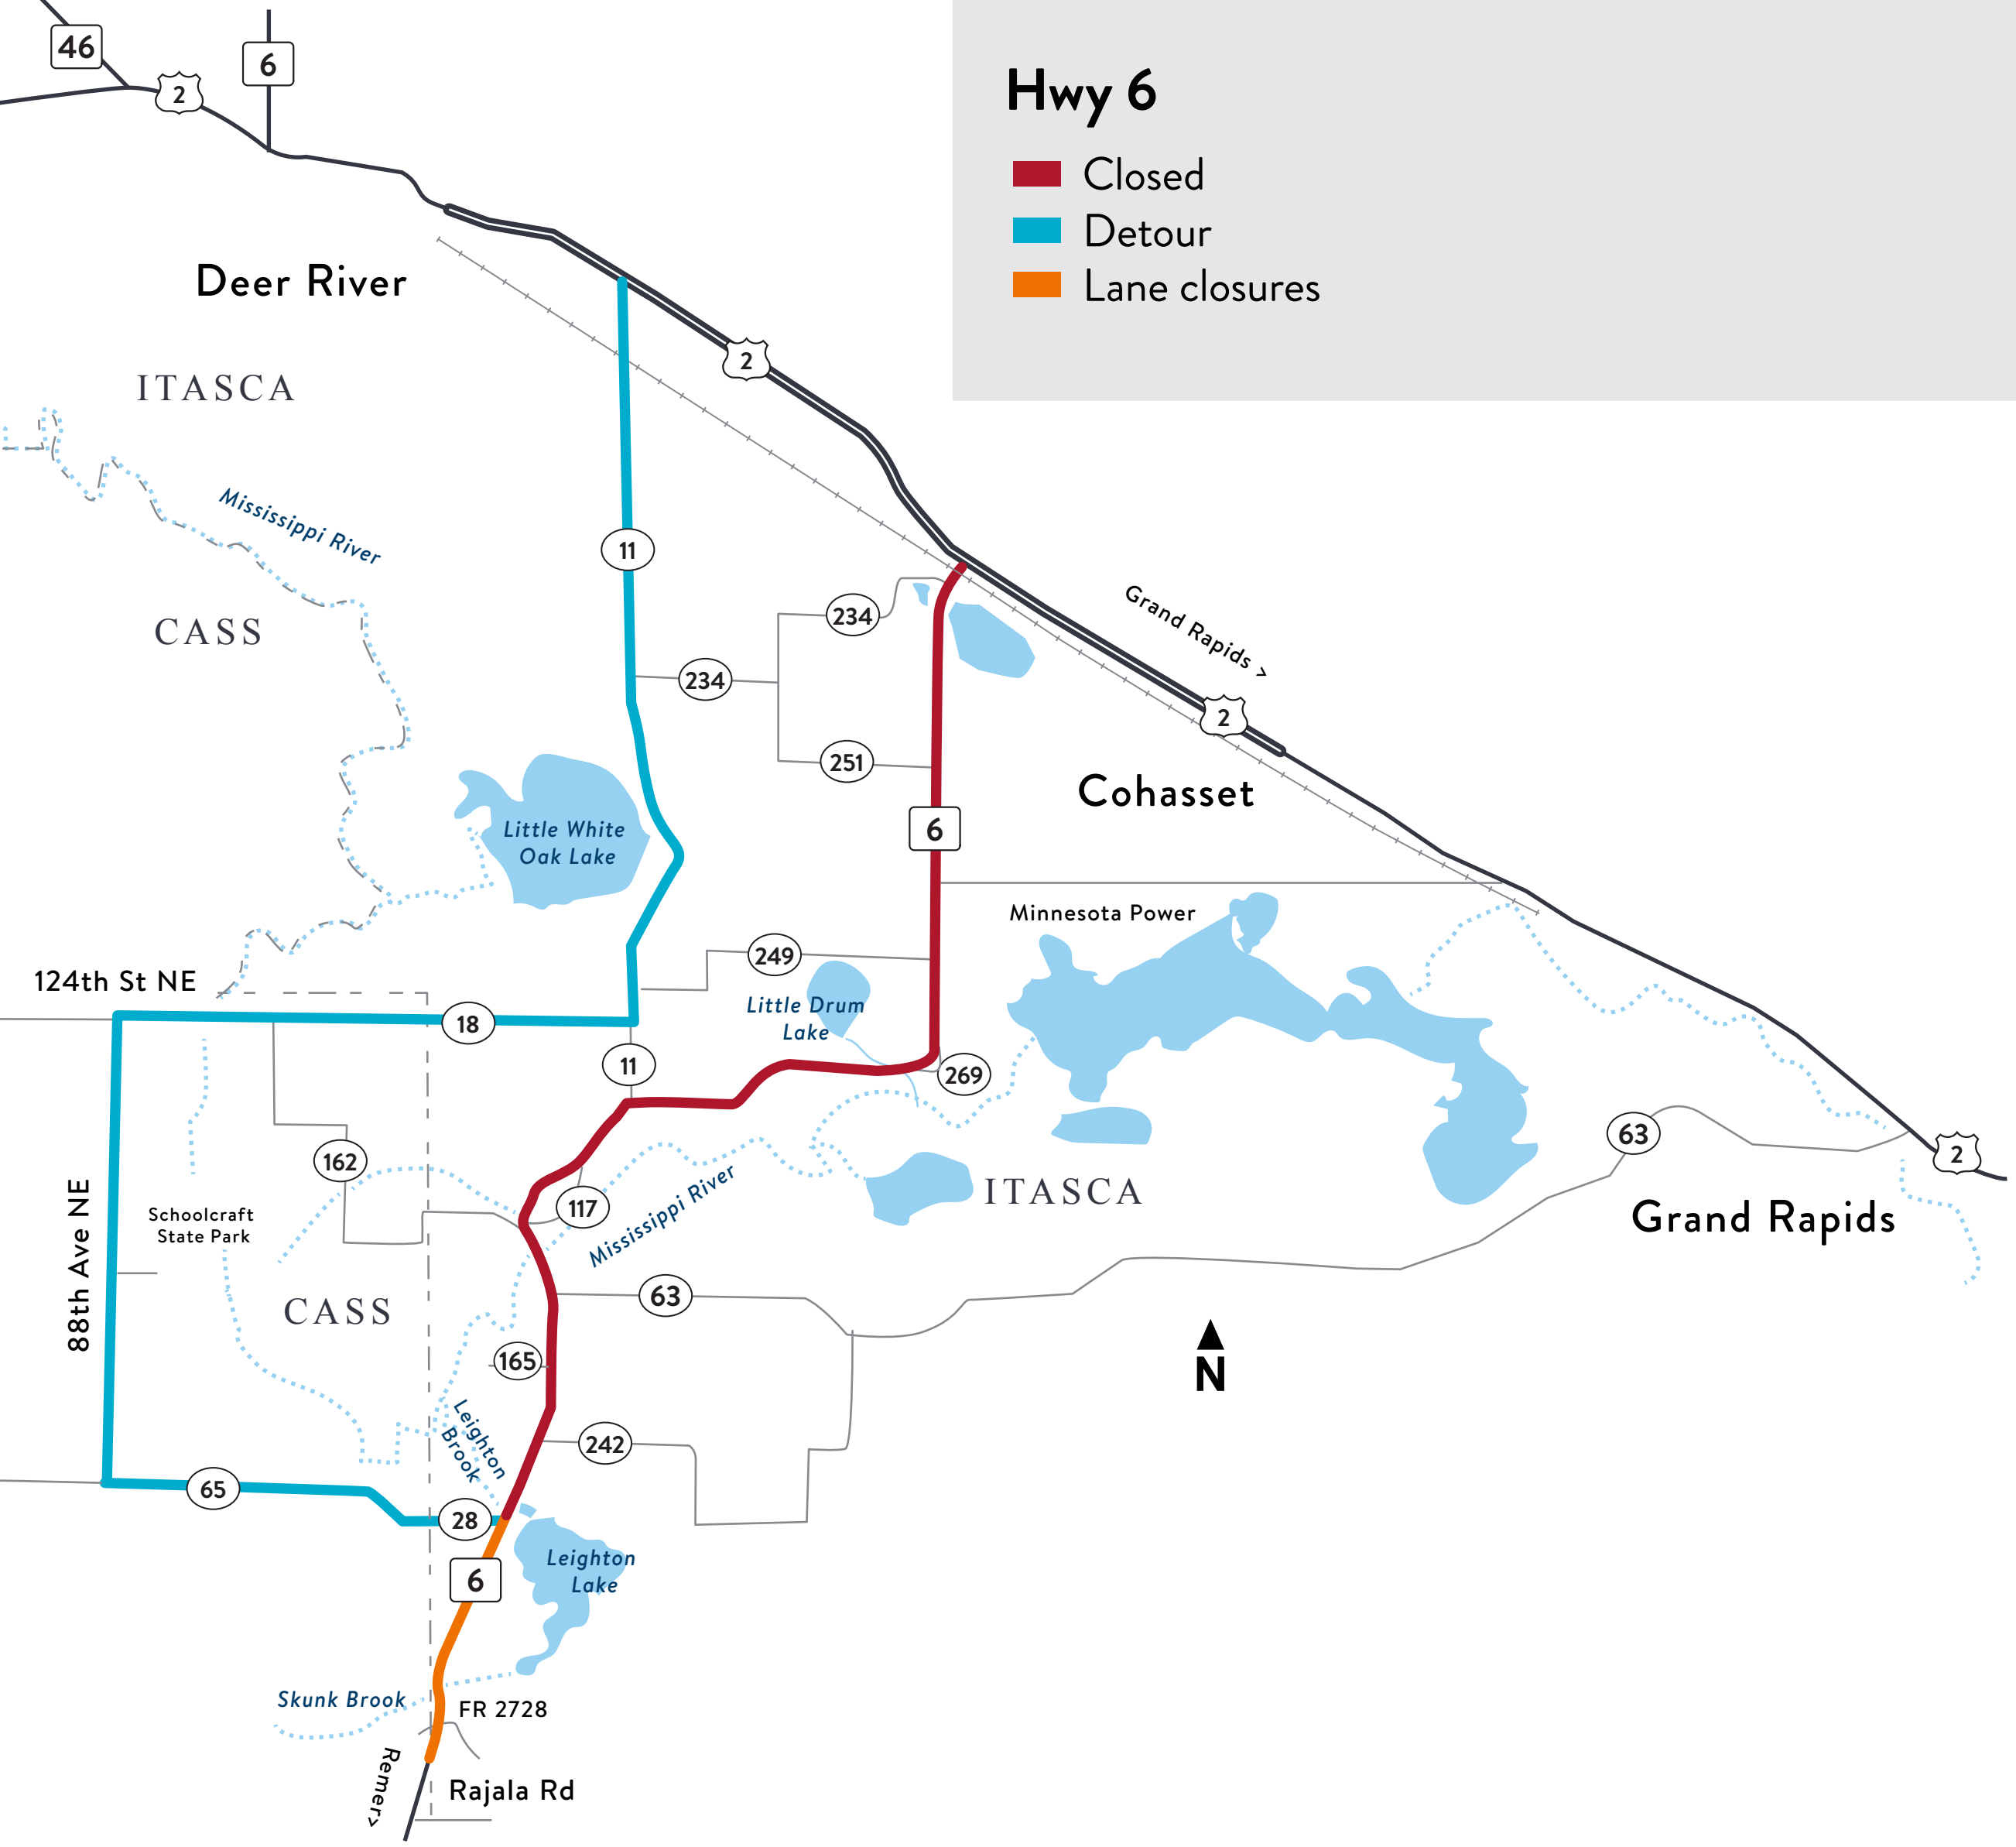 46
6
2
Hwy 6
Closed
Detour
Lane closures
Deer River
2
ITASCA
Mississippi River
11
CASS
234
Grand Rapids >
234
2
251
Cohasset
6
Little White
Oak Lake
Minnesota Power
249
124th St NE
Little Drum
Lake
18
11
269
63
2
162
ITASCA
117
Mississippi River
Grand Rapids
Schoolcraft
State Park
88th Ave NE
63
CASS
165
N
Leighton
Brook
242
65
28
Leighton
Lake
6
Skunk Brook
FR 2728
Remer>
Rajala Rd